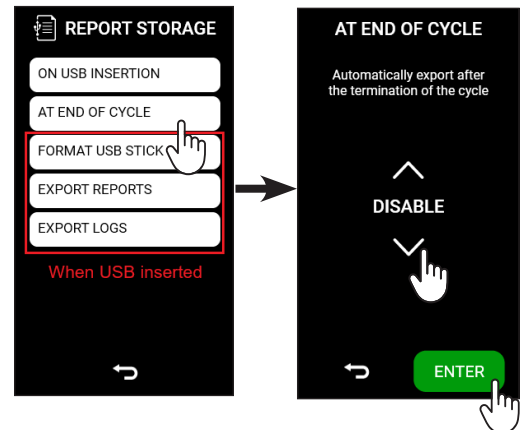 REPORT STORAGE
ON USB INSERTION
AT END OF CYCLE
FORMAT USB STICK
EXPORT REPORTS
EXPORT LOGS
When USB inserted
AT END OF CYCLE
Automatically export after
the termination of the cycle
DISABLE
ENTER